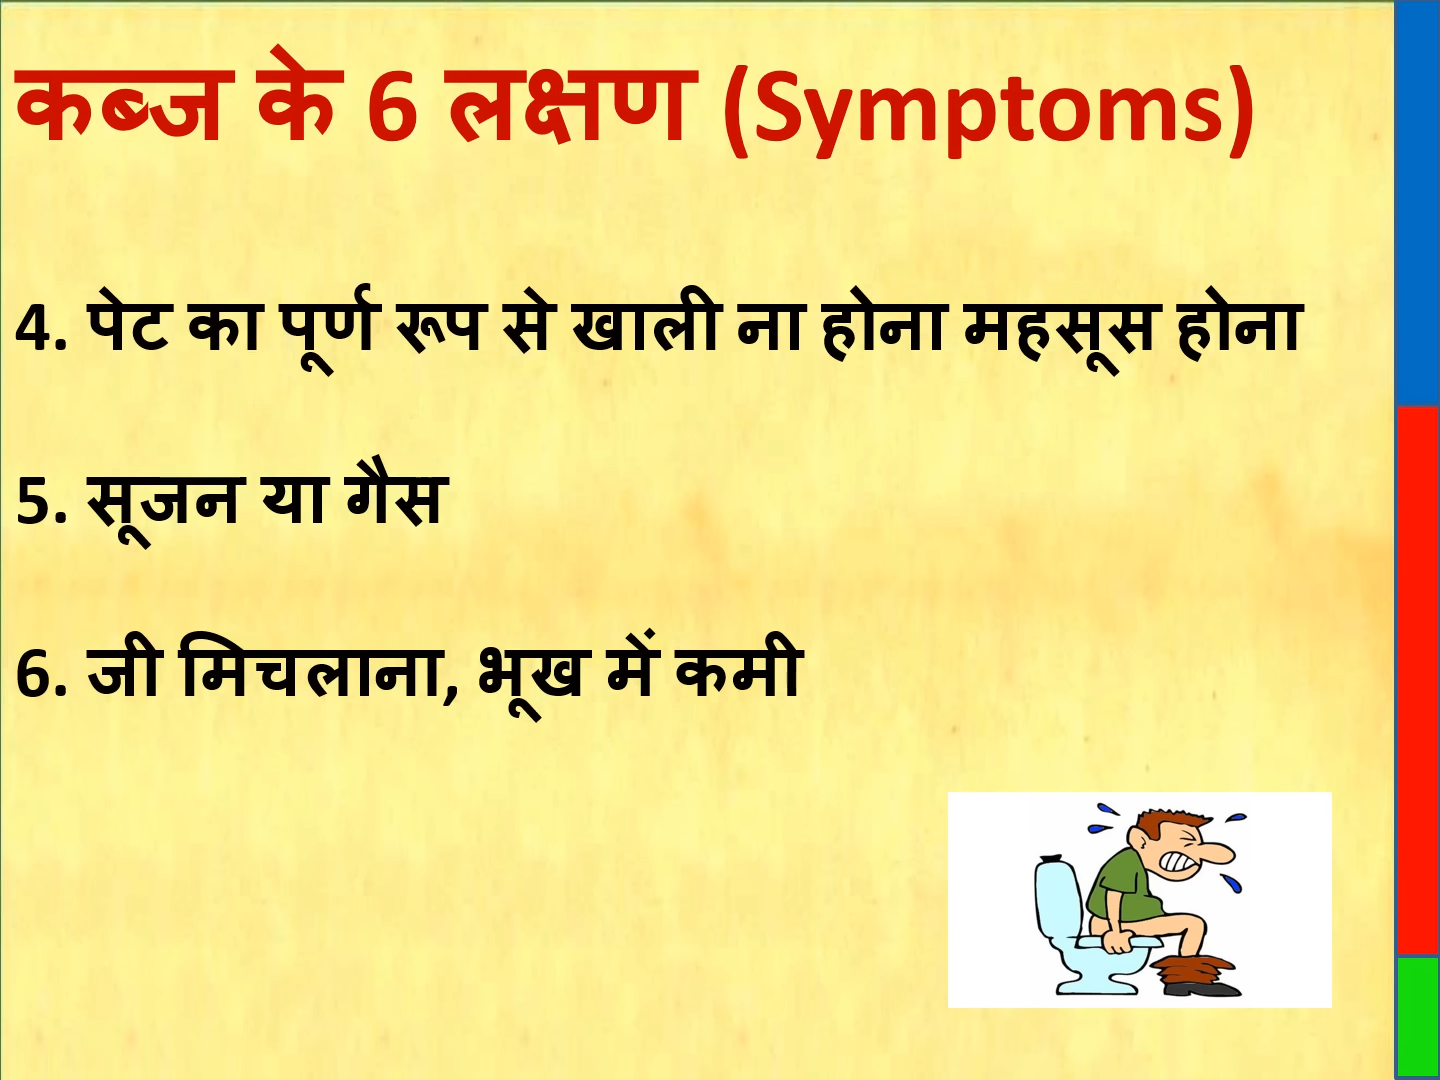 कब्ज के 6 लक्षण (Symptoms)
4. पेट का पूर्ण रूप से खाली ना होना महसूस होना
5. सूजन या गैस
6. जी मिचलाना, भूख में कमी